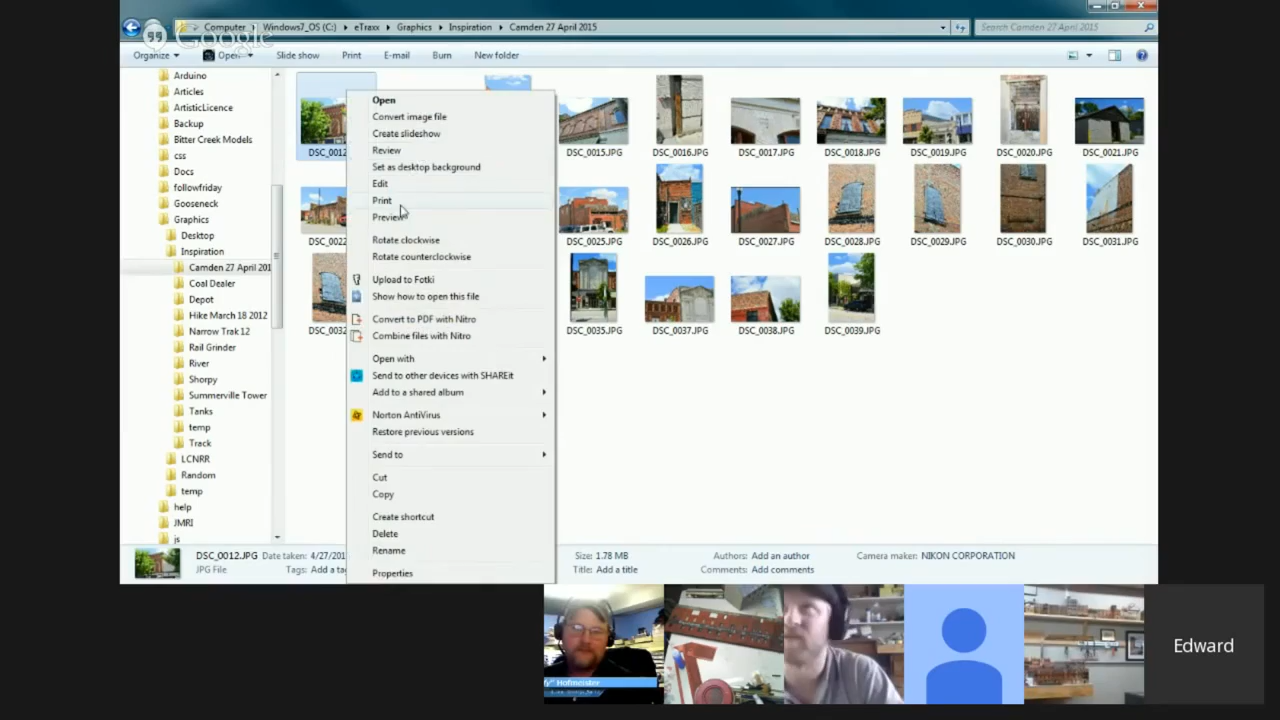 Computer Windows7_OS (C:) eTraxx Graphics Inspiration Camden 27 April 2015
Search Camden 27 April 2015
Google
Organize Open Slide show Print E-mail Burn New folder
Arduino
Articles
ArtisticLicence
Backup
Bitter Creek Models
css
Docs
followfriday
Gooseneck
Graphics
Desktop
Inspiration
Camden 27 April 201
Coal Dealer
Depot
Hike March 18 2012
Narrow Trak 12
Rail Grinder
River
Shorpy
Summerville Tower
Tanks
temp
Track
LCNRR
Random
temp
help
JMRI
js
DSC_0012
DSC_0015.JPG
DSC_0016.JPG
DSC_0017.JPG
DSC_0018.JPG
DSC_0019.JPG
DSC_0020.JPG
DSC_0021.JPG
DSC_0022
DSC_0025.JPG
DSC_0026.JPG
DSC_0027.JPG
DSC_0028.JPG
DSC_0029.JPG
DSC_0030.JPG
DSC_0031.JPG
DSC_0032
DSC_0035.JPG
DSC_0037.JPG
DSC_0038.JPG
DSC_0039.JPG
Open
Convert image file
Create slideshow
Review
Set as desktop background
Edit
Print
Preview
Rotate clockwise
Rotate counterclockwise
Upload to Fotki
Show how to open this file
Convert to PDF with Nitro
Combine files with Nitro
Open with
Send to other devices with SHAREit
Add to a shared album
Norton AntiVirus
Restore previous versions
Send to
Cut
Copy
Create shortcut
Delete
Rename
Properties
DSC_0012.JPG Date taken: 4/27/201
JPG File Tags: Add a tag
Size: 1.78 MB
Title: Add a title
Authors: Add an author
Comments: Add comments
Camera maker: NIKON CORPORATION
fy" Hofmeister
Edward